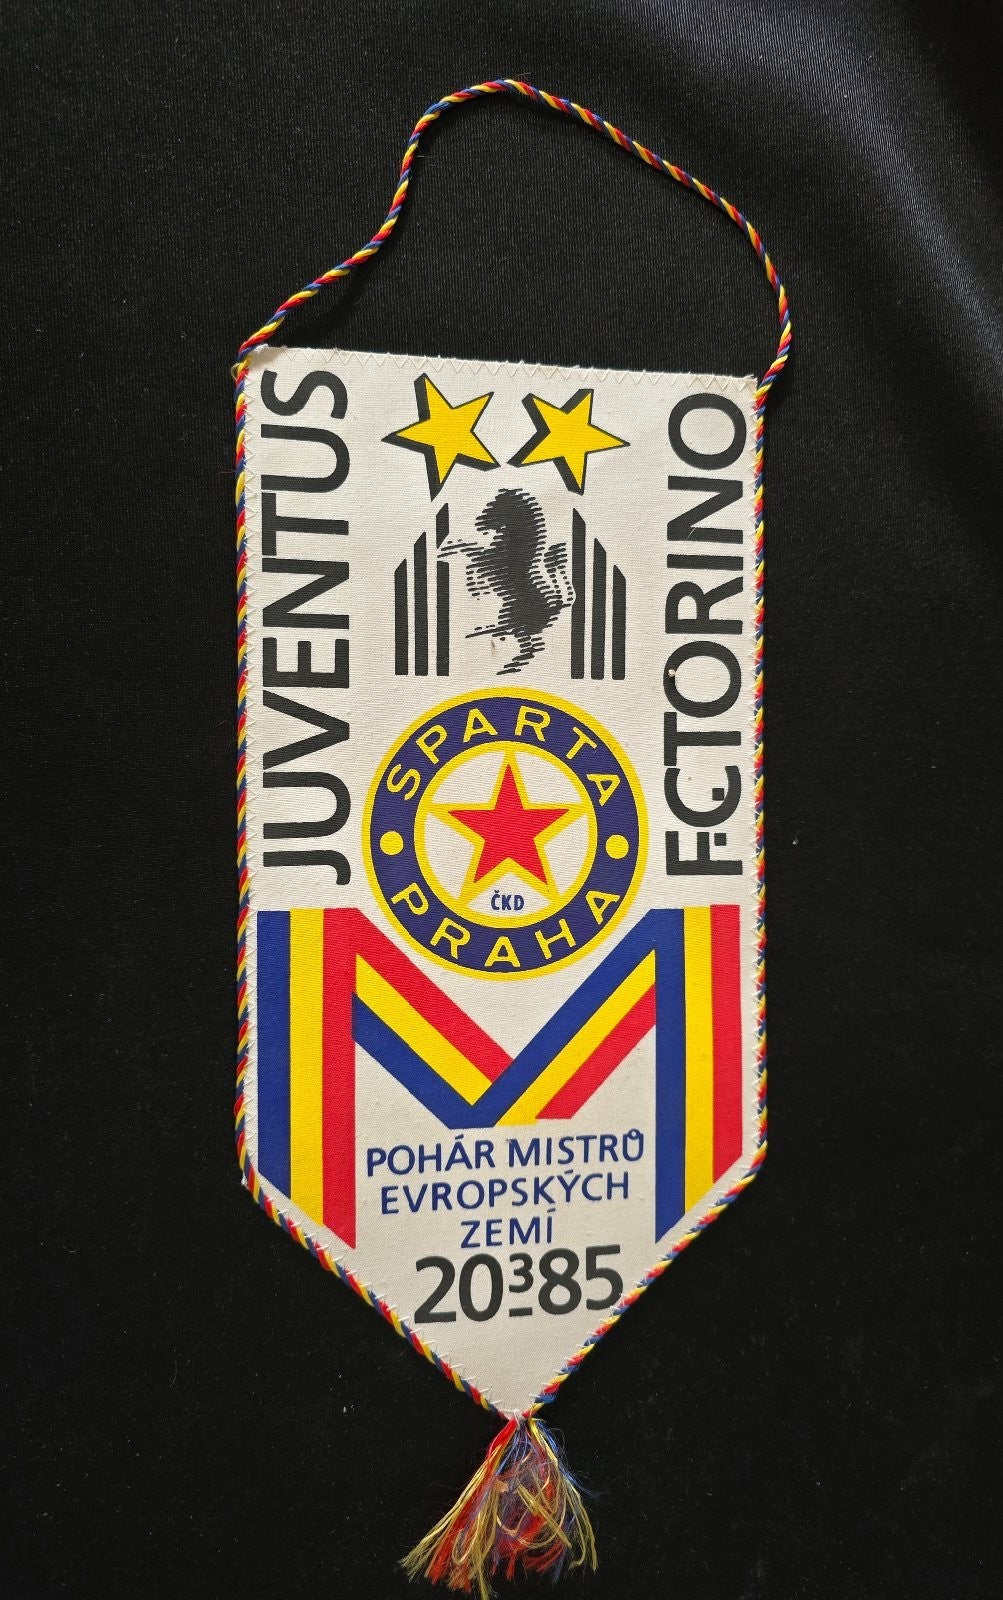 JUVENTUS
F.C. TORINO
SPARTA
PRAHA
ČKD
POHÁR MISTRŮ
EVROPSKÝCH
ZEMÍ
20 3 85